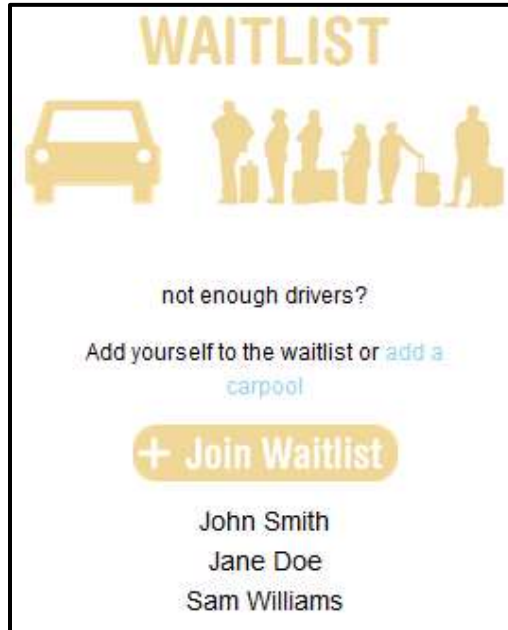 WAITLIST
not enough drivers?
Add yourself to the waitlist or add a
carpool
+ Join Waitlist
John Smith
Jane Doe
Sam Williams